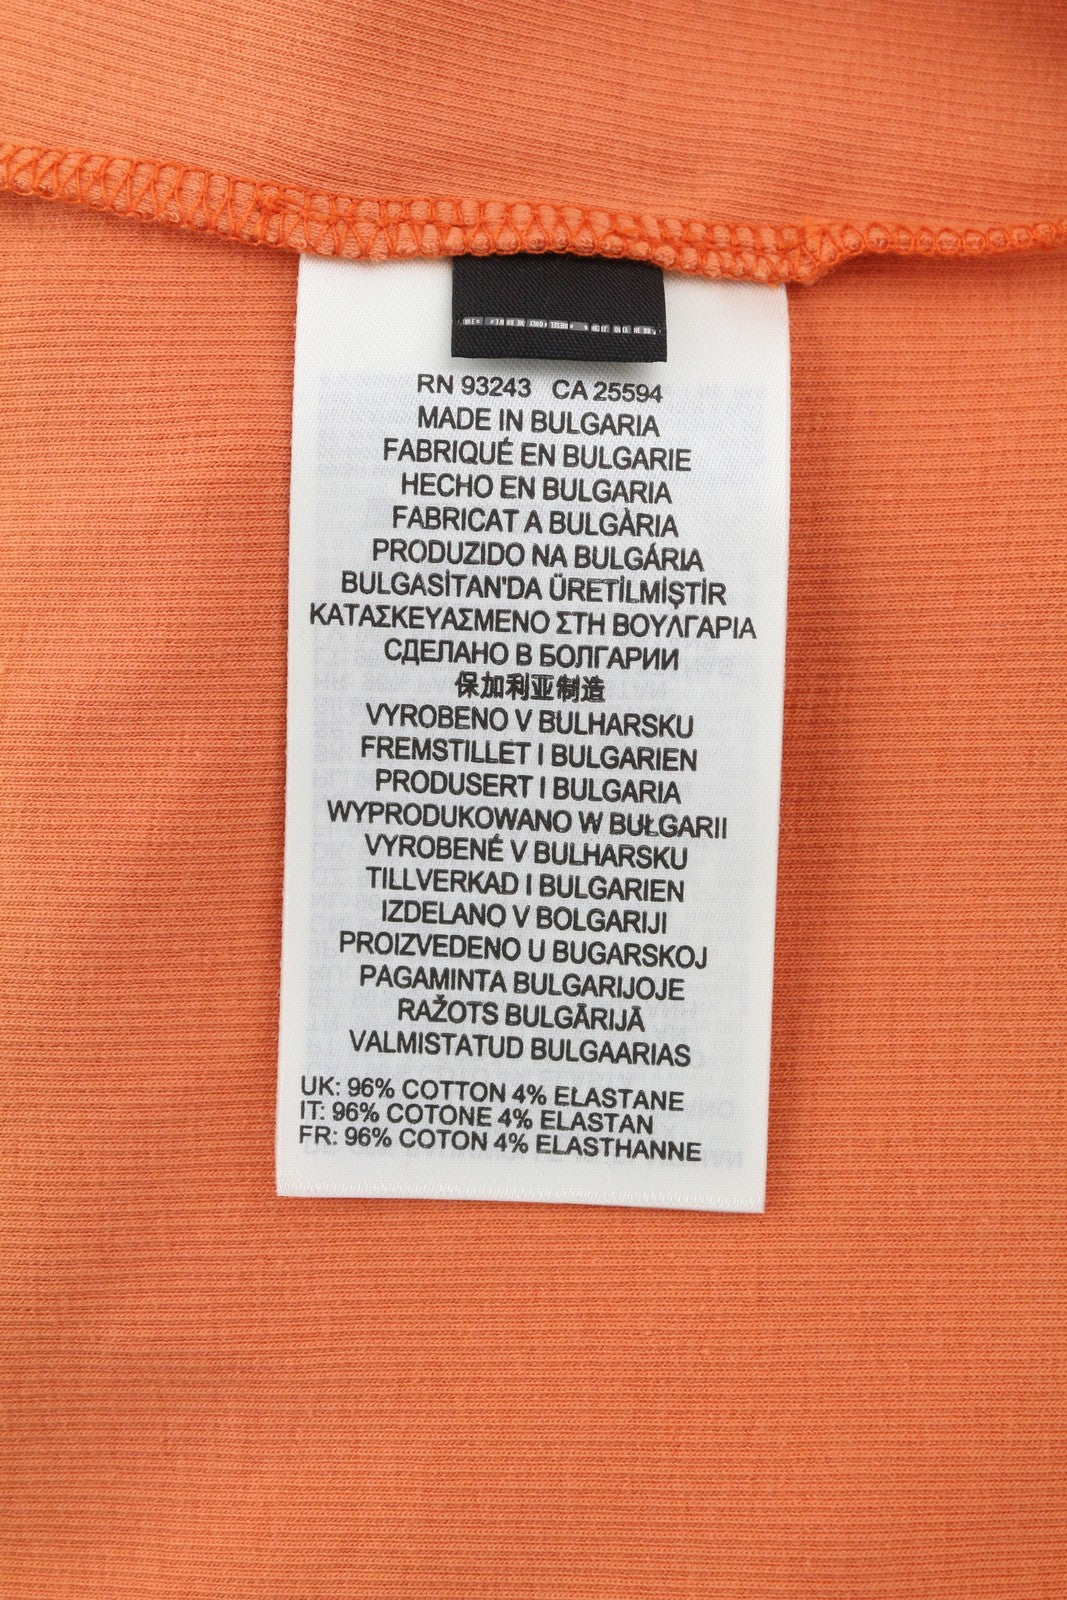 DIESEL
RN 93243 CA 25594
MADE IN BULGARIA
FABRIQUÉ EN BULGARIE
HECHO EN BULGARIA
FABRICAT A BULGÀRIA
PRODUZIDO NA BULGÁRIA
BULGASİTAN'DA ÜRETİLMİŞTİR
ΚΑΤΑΣΚΕΥΑΣΜΕΝΟ ΣΤΗ ΒΟΥΛΓΑΡΙΑ
СДЕЛАНО В БОЛГАРИИ
保加利亚制造
VYROBENO V BULHARSKU
FREMSTILLET I BULGARIEN
PRODUSERT I BULGARIA
WYPRODUKOWANO W BUŁGARII
VYROBENÉ V BULHARSKU
TILLVERKAD I BULGARIEN
IZDELANO V BOLGARIJI
PROIZVEDENO U BUGARSKOJ
PAGAMINTA BULGARIJOJE
RAŽOTS BULGĀRIJĀ
VALMISTATUD BULGAARIAS
UK: 96% COTTON 4% ELASTANE
IT: 96% COTONE 4% ELASTAN
FR: 96% COTON 4% ELASTHANNE